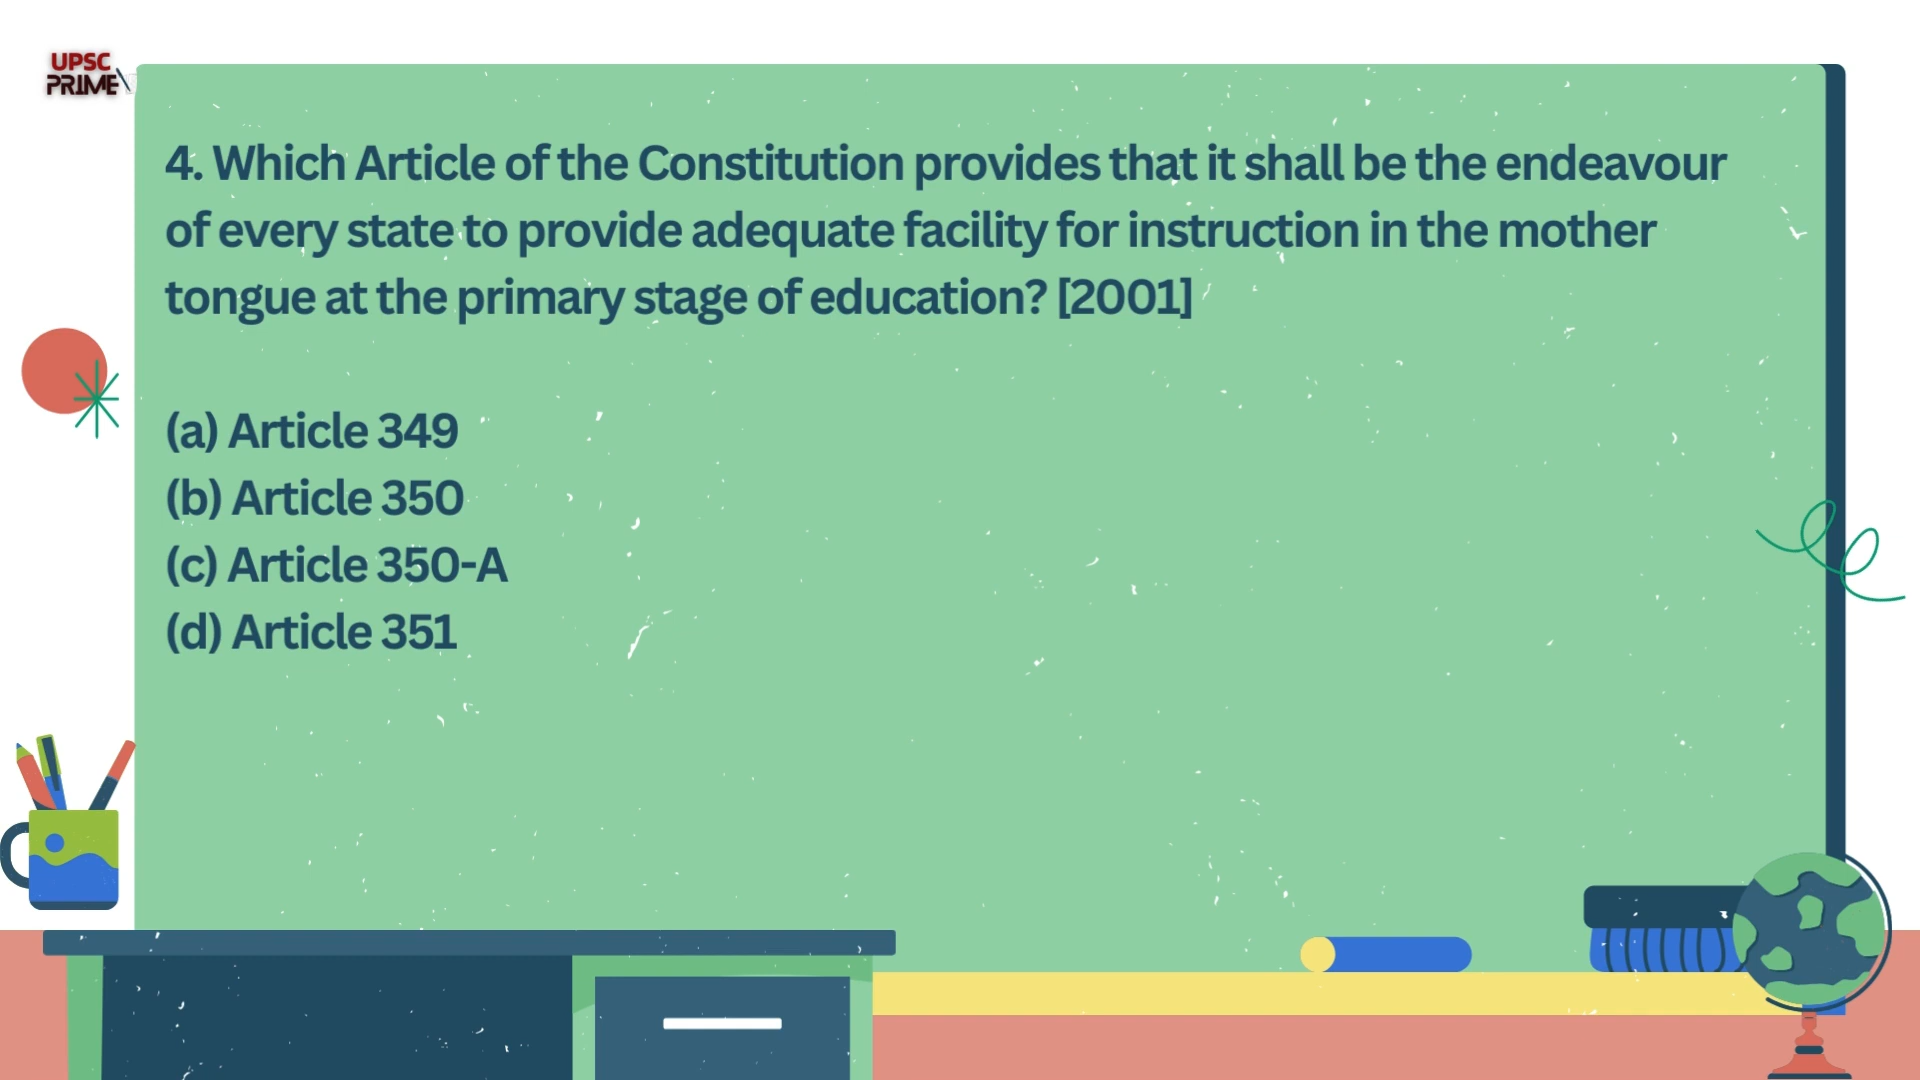 UPSC
PRIME
4. Which Article of the Constitution provides that it shall be the endeavour
of every state to provide adequate facility for instruction in the mother
tongue at the primary stage of education? [2001]
(a) Article 349
(b) Article 350
(c) Article 350-A
(d) Article 351